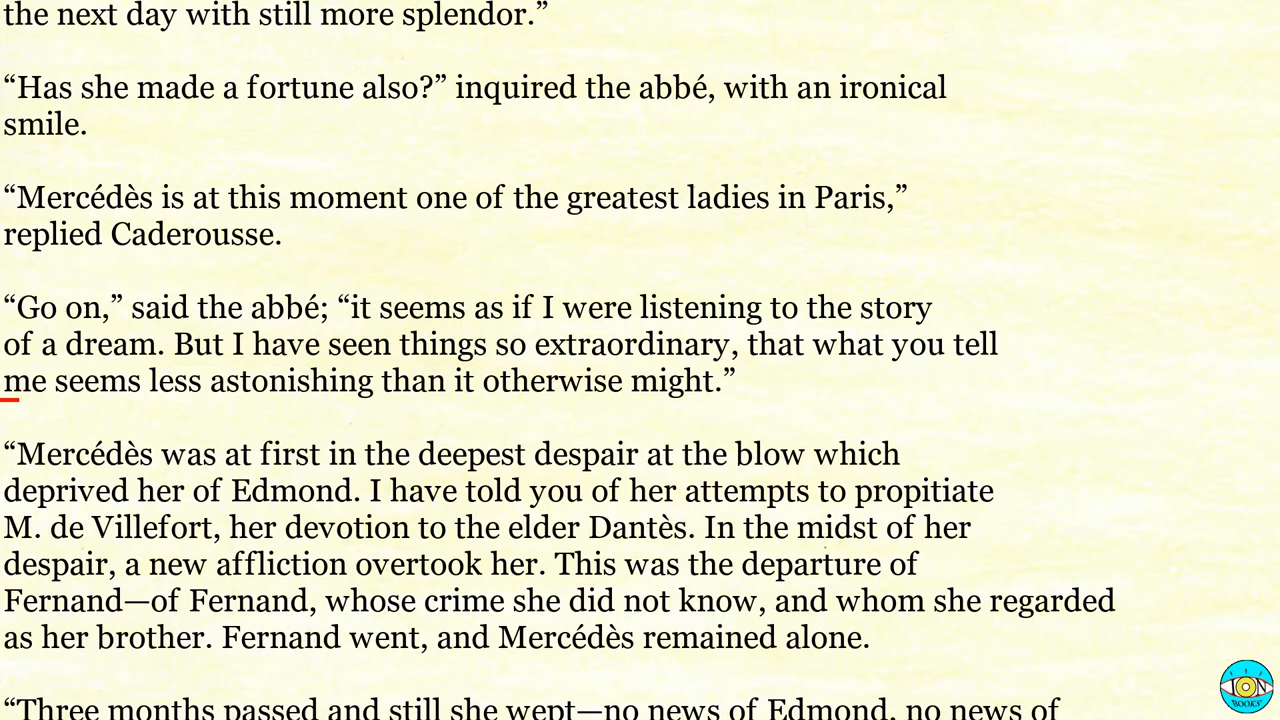 the next day with still more splendor.”
“Has she made a fortune also?” inquired the abbé, with an ironical
smile.
“Mercédès is at this moment one of the greatest ladies in Paris,”
replied Caderousse.
“Go on,” said the abbé; “it seems as if I were listening to the story
of a dream. But I have seen things so extraordinary, that what you tell
me seems less astonishing than it otherwise might.”
“Mercédès was at first in the deepest despair at the blow which
deprived her of Edmond. I have told you of her attempts to propitiate
M. de Villefort, her devotion to the elder Dantès. In the midst of her
despair, a new affliction overtook her. This was the departure of
Fernand—of Fernand, whose crime she did not know, and whom she regarded
as her brother. Fernand went, and Mercédès remained alone.
“Three months passed and still she wept—no news of Edmond, no news of
ION
BOOKS